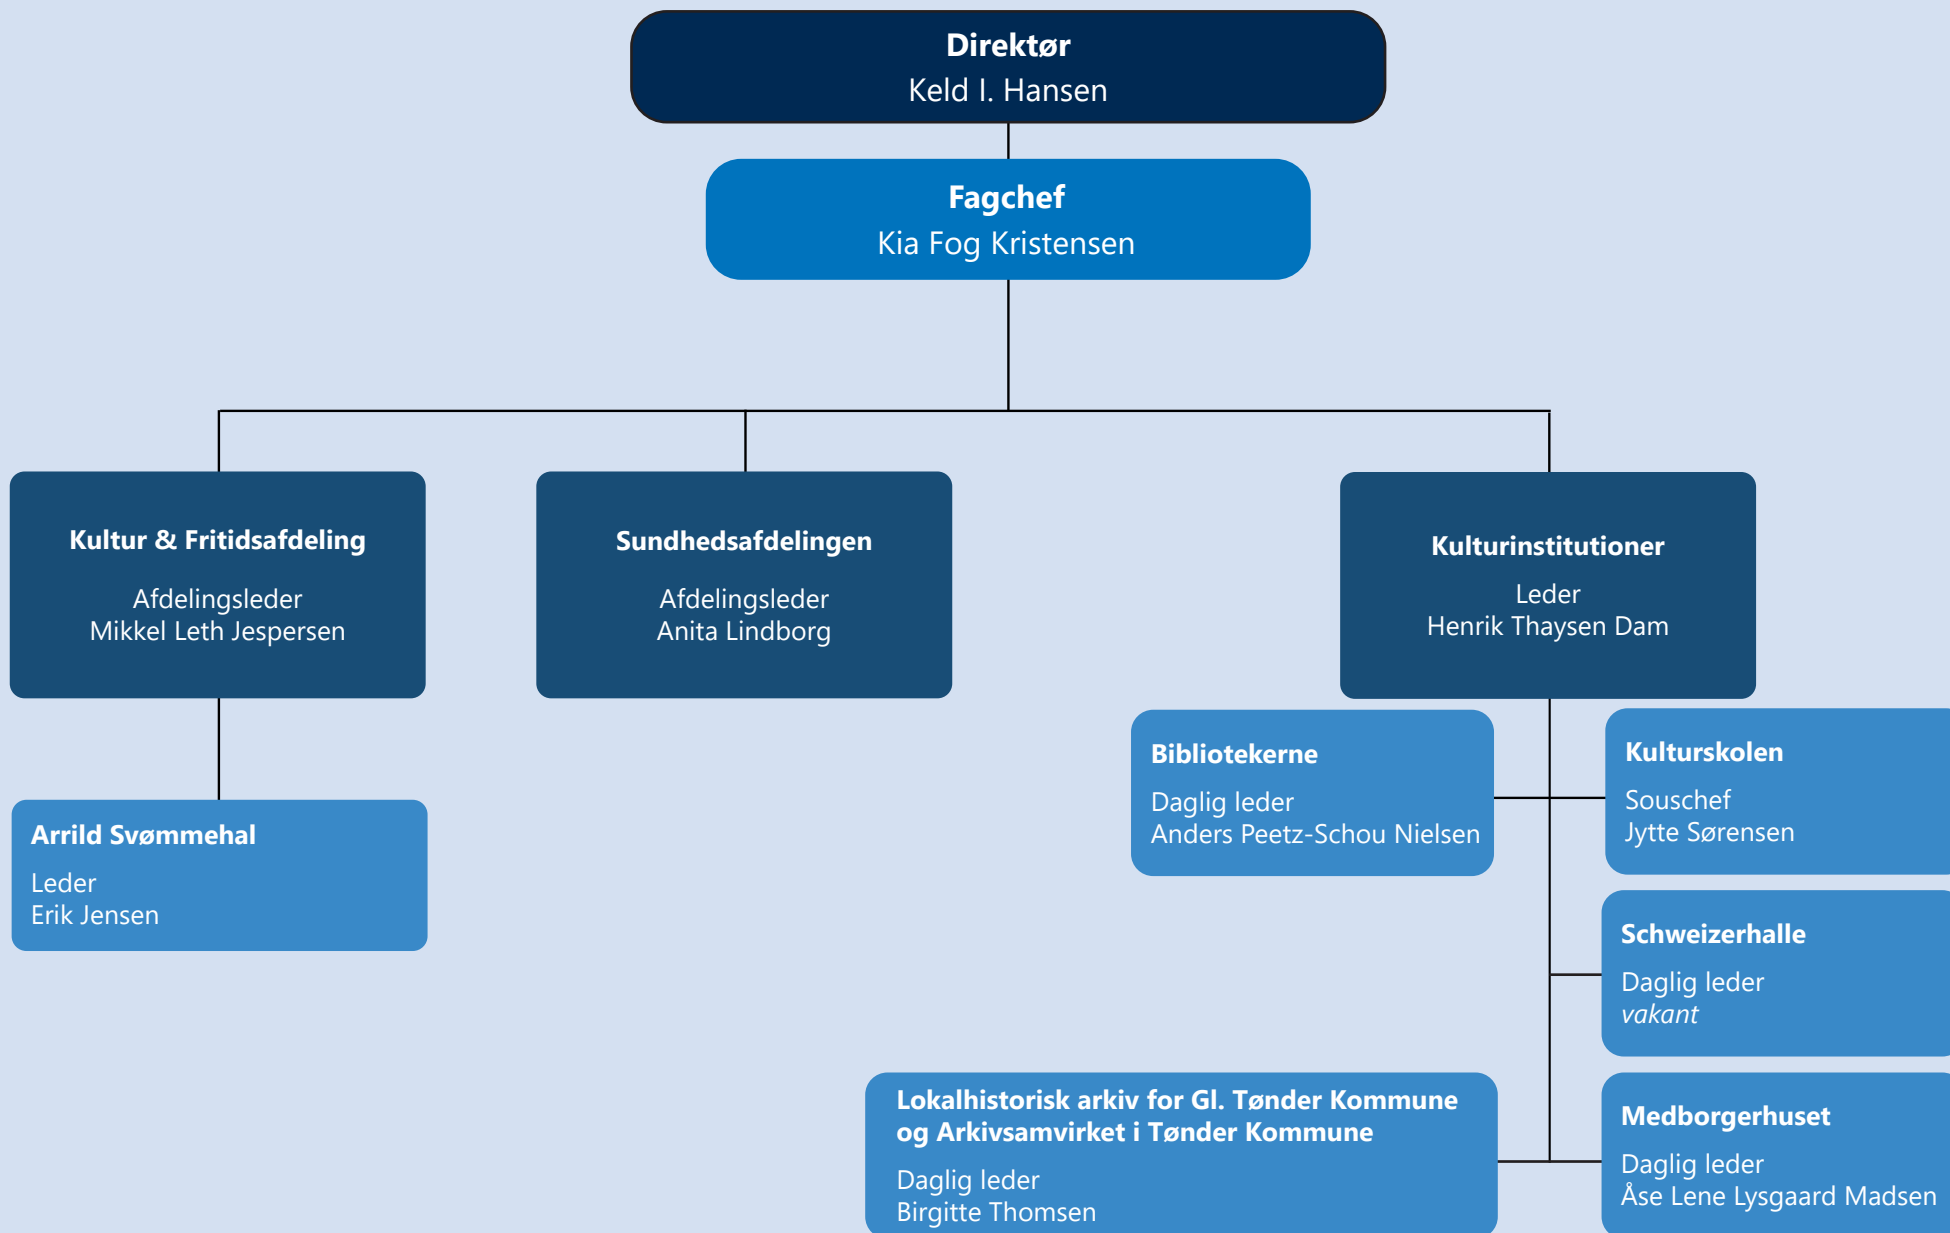 Direktør
Keld I. Hansen
Fagchef
Kia Fog Kristensen
Kultur & Fritidsafdeling
Afdelingsleder
Mikkel Leth Jespersen
Sundhedsafdelingen
Afdelingsleder
Anita Lindborg
Kulturinstitutioner
Leder
Henrik Thaysen Dam
Arrild Svømmehal
Leder
Erik Jensen
Bibliotekerne
Daglig leder
Anders Peetz-Schou Nielsen
Kulturskolen
Souschef
Jytte Sørensen
Schweizerhalle
Daglig leder
vakant
Lokalhistorisk arkiv for Gl. Tønder Kommune
og Arkivsamvirket i Tønder Kommune
Daglig leder
Birgitte Thomsen
Medborgerhuset
Daglig leder
Åse Lene Lysgaard Madsen